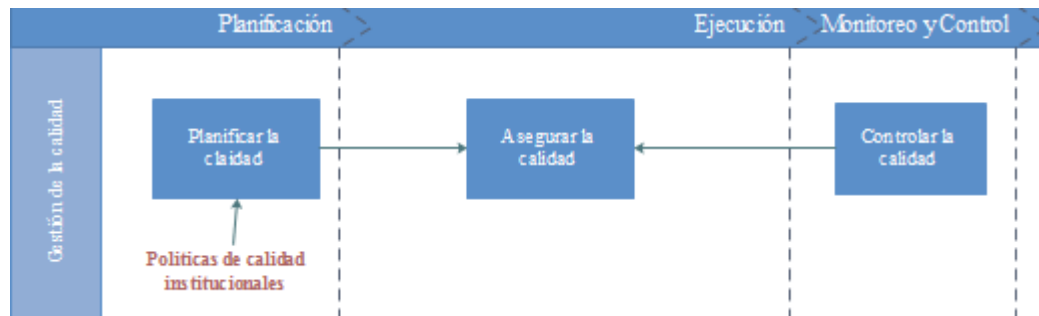 Planificación
Ejecución
Monitoreo y Control
Gestión de la calidad
Planificar la
claidad
Asegurar la
calidad
Controlar la
calidad
Políticas de calidad
institucionales